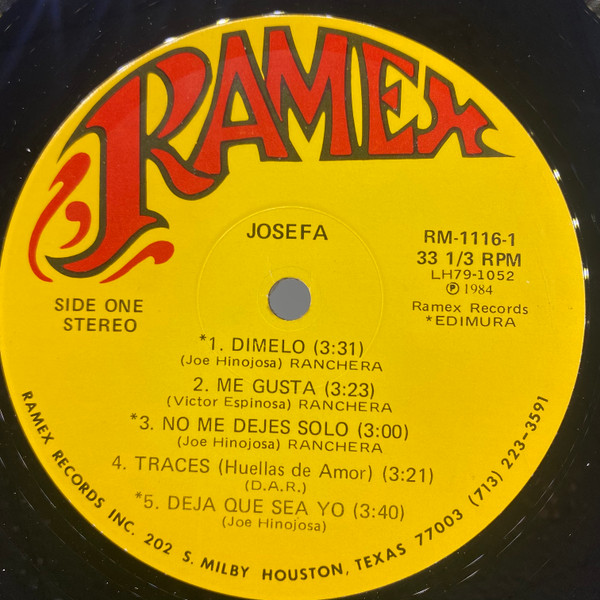 RAMEX
JOSEFA
RM-1116-1
33 1/3 RPM
LH79-1052
℗ 1984
Ramex Records
*EDIMURA
SIDE ONE
STEREO
*1. DIMELO (3:31)
(Joe Hinojosa) RANCHERA
2. ME GUSTA (3:23)
(Victor Espinosa) RANCHERA
*3. NO ME DEJES SOLO (3:00)
(Joe Hinojosa) RANCHERA
4. TRACES (Huellas de Amor) (3:21)
(D.A.R.)
*5. DEJA QUE SEA YO (3:40)
(Joe Hinojosa)
RAMEX RECORDS INC. 202 S. MILBY HOUSTON, TEXAS 77003 (713) 223-3591